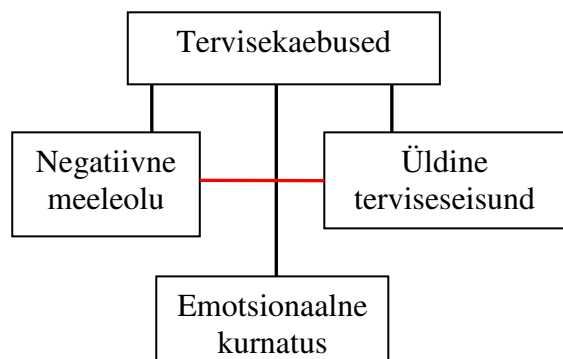 Tervisekaebused
Negatiivne
meeleolu
Üldine
terviseseisund
Emotsionaalne
kurnatus